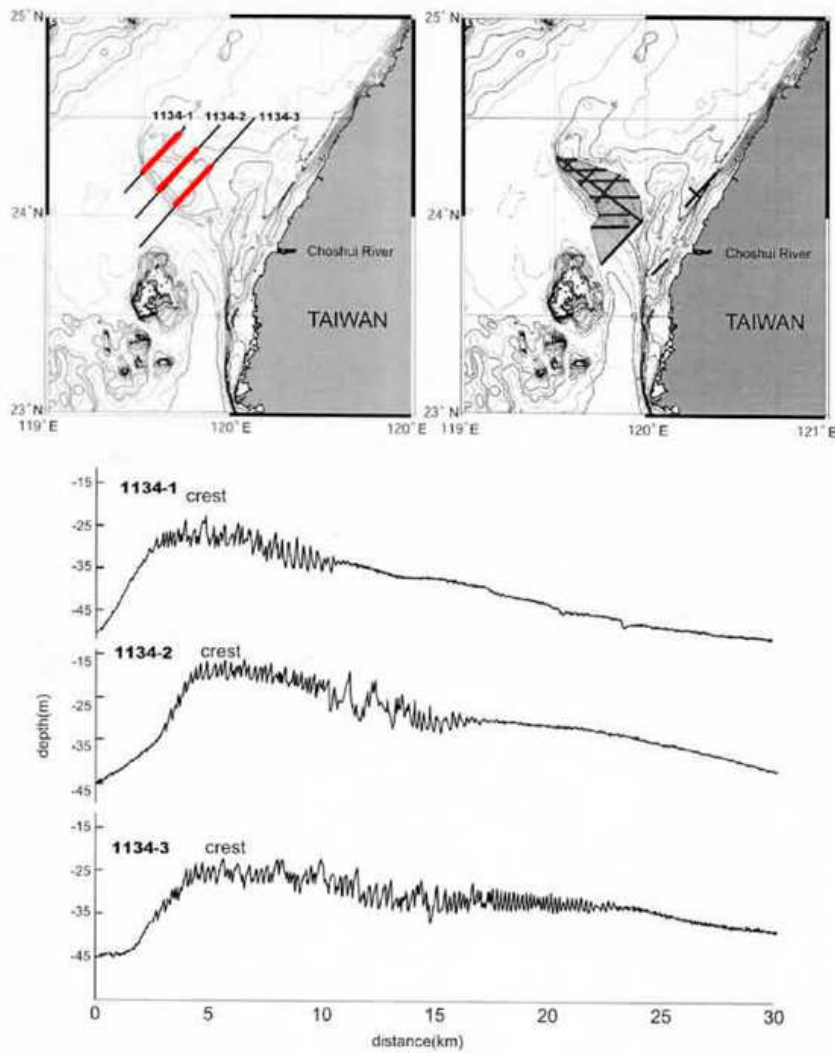 25°N
25°N
1134-1 1134-2 1134-3
24°N
24°N
Choshui River
Choshui River
TAIWAN
TAIWAN
23°N
23°N
119°E
120°E
120°E
119°E
120°E
121°E
1134-1
crest
-15
-25
-35
-45
1134-2
crest
-15
-25
-35
-45
depth(m)
1134-3
crest
-15
-25
-35
-45
0
5
10
15
20
25
30
distance(km)